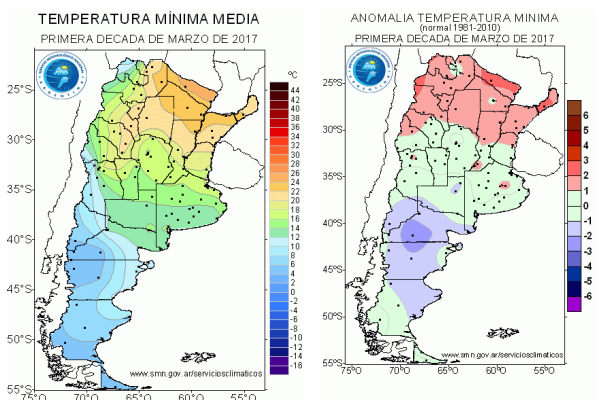 TEMPERATURA MÍNIMA MEDIA
PRIMERA DECADA DE MARZO DE 2017
25°S
30°S
35°S
40°S
45°S
50°S
55°S
75°O 70°O 65°O 60°O 55°O
www.smn.gov.ar/serviciosclimaticos
ºC
44
42
40
38
36
34
32
30
28
26
24
22
20
18
16
14
12
10
8
6
4
2
0
-2
-4
-6
-8
-10
-12
-14
-16
ANOMALIA TEMPERATURA MINIMA
(normal 1981-2010)
PRIMERA DECADA DE MARZO DE 2017
25°S
30°S
35°S
40°S
45°S
50°S
55°S
75°O 70°O 65°O 60°O 55°O
www.smn.gov.ar/serviciosclimaticos
6
5
4
3
2
1
0
-1
-2
-3
-4
-5
-6